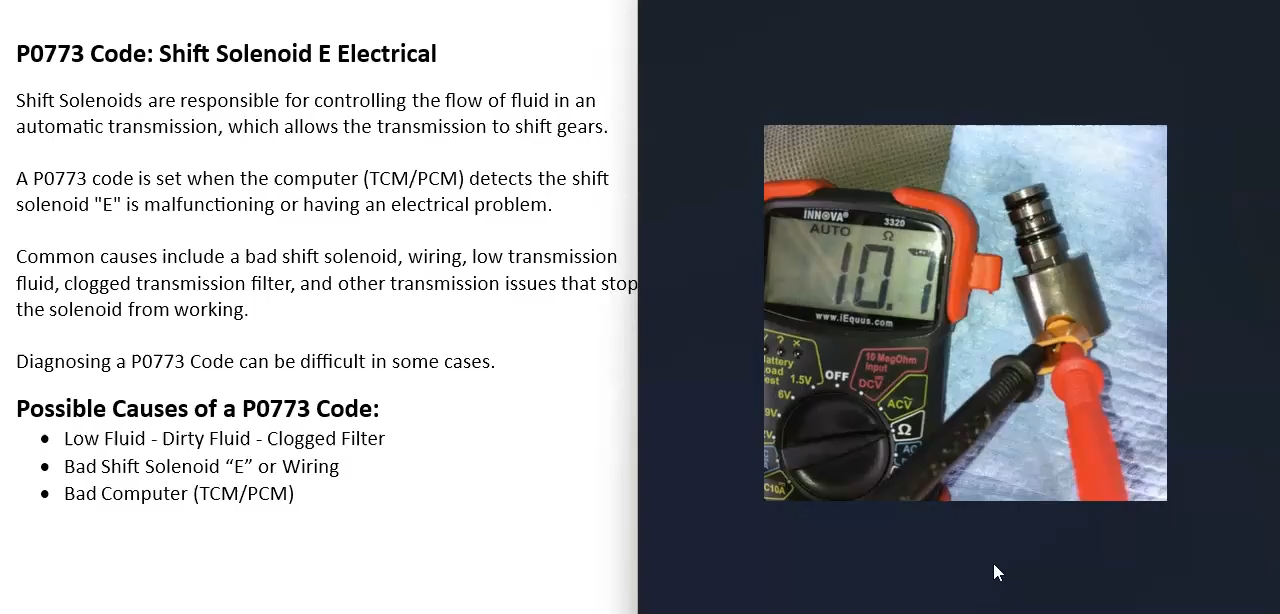 P0773 Code: Shift Solenoid E Electrical
Shift Solenoids are responsible for controlling the flow of fluid in an
automatic transmission, which allows the transmission to shift gears.
A P0773 code is set when the computer (TCM/PCM) detects the shift
solenoid "E" is malfunctioning or having an electrical problem.
Common causes include a bad shift solenoid, wiring, low transmission
fluid, clogged transmission filter, and other transmission issues that stop
the solenoid from working.
Diagnosing a P0773 Code can be difficult in some cases.
Possible Causes of a P0773 Code:
• Low Fluid - Dirty Fluid - Clogged Filter
• Bad Shift Solenoid “E” or Wiring
• Bad Computer (TCM/PCM)
INNOVA® 3320
AUTO Ω
10.7
www.iEquus.com
10 MegOhm
Input
OFF
DCV
1.5V
6V
9V
ACV
Ω
AC
C10A